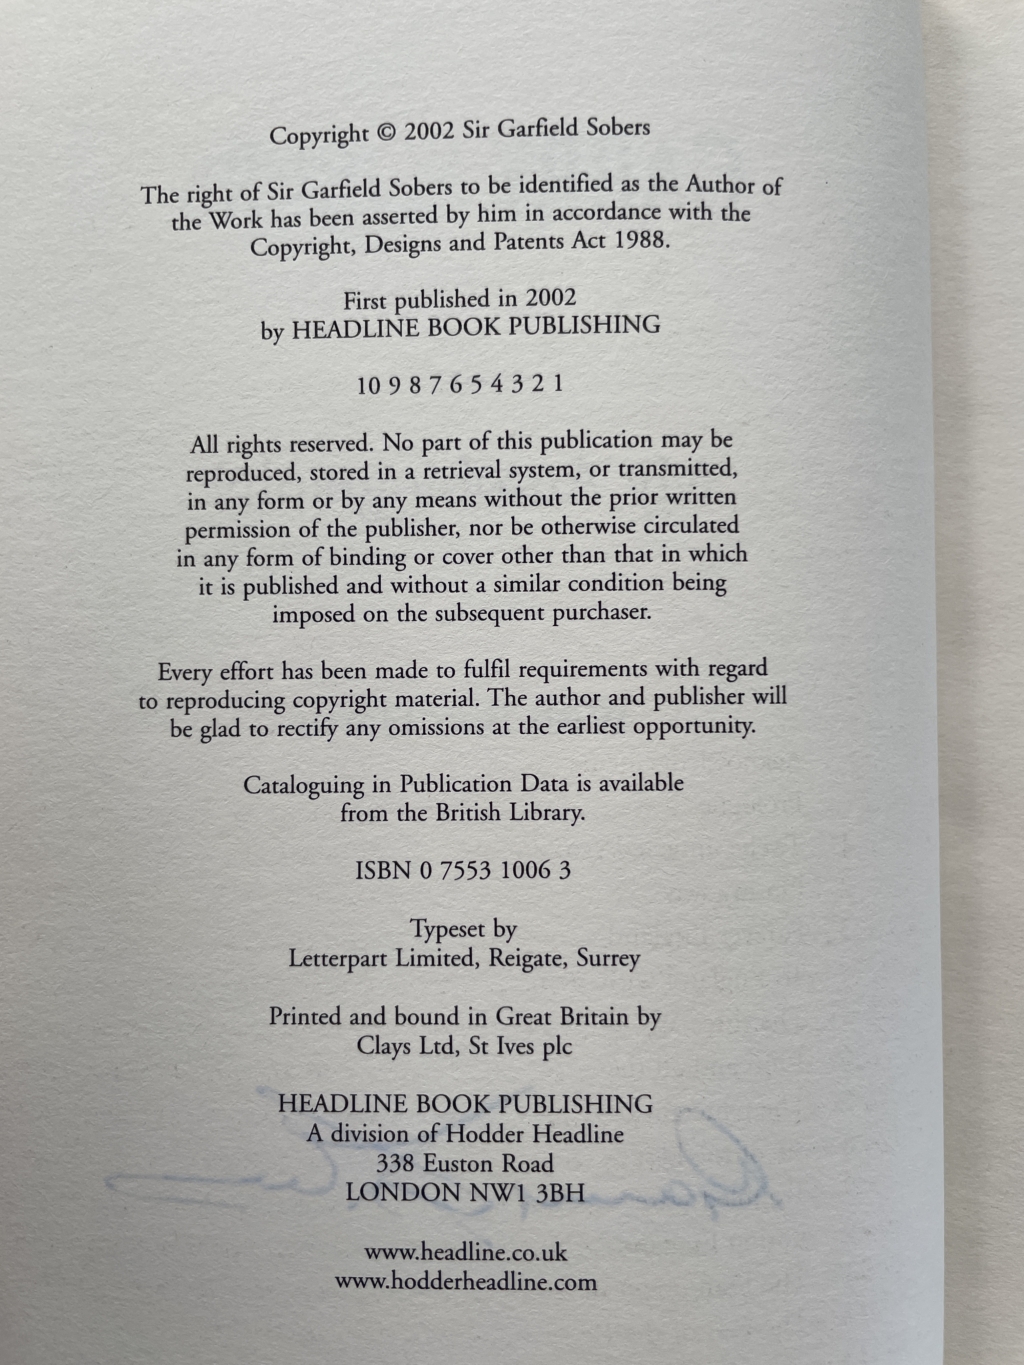 Copyright © 2002 Sir Garfield Sobers
The right of Sir Garfield Sobers to be identified as the Author of
the Work has been asserted by him in accordance with the
Copyright, Designs and Patents Act 1988.
First published in 2002
by HEADLINE BOOK PUBLISHING
10 9 8 7 6 5 4 3 2 1
All rights reserved. No part of this publication may be
reproduced, stored in a retrieval system, or transmitted,
in any form or by any means without the prior written
permission of the publisher, nor be otherwise circulated
in any form of binding or cover other than that in which
it is published and without a similar condition being
imposed on the subsequent purchaser.
Every effort has been made to fulfil requirements with regard
to reproducing copyright material. The author and publisher will
be glad to rectify any omissions at the earliest opportunity.
Cataloguing in Publication Data is available
from the British Library.
ISBN 0 7553 1006 3
Typeset by
Letterpart Limited, Reigate, Surrey
Printed and bound in Great Britain by
Clays Ltd, St Ives plc
HEADLINE BOOK PUBLISHING
A division of Hodder Headline
338 Euston Road
LONDON NW1 3BH
www.headline.co.uk
www.hodderheadline.com